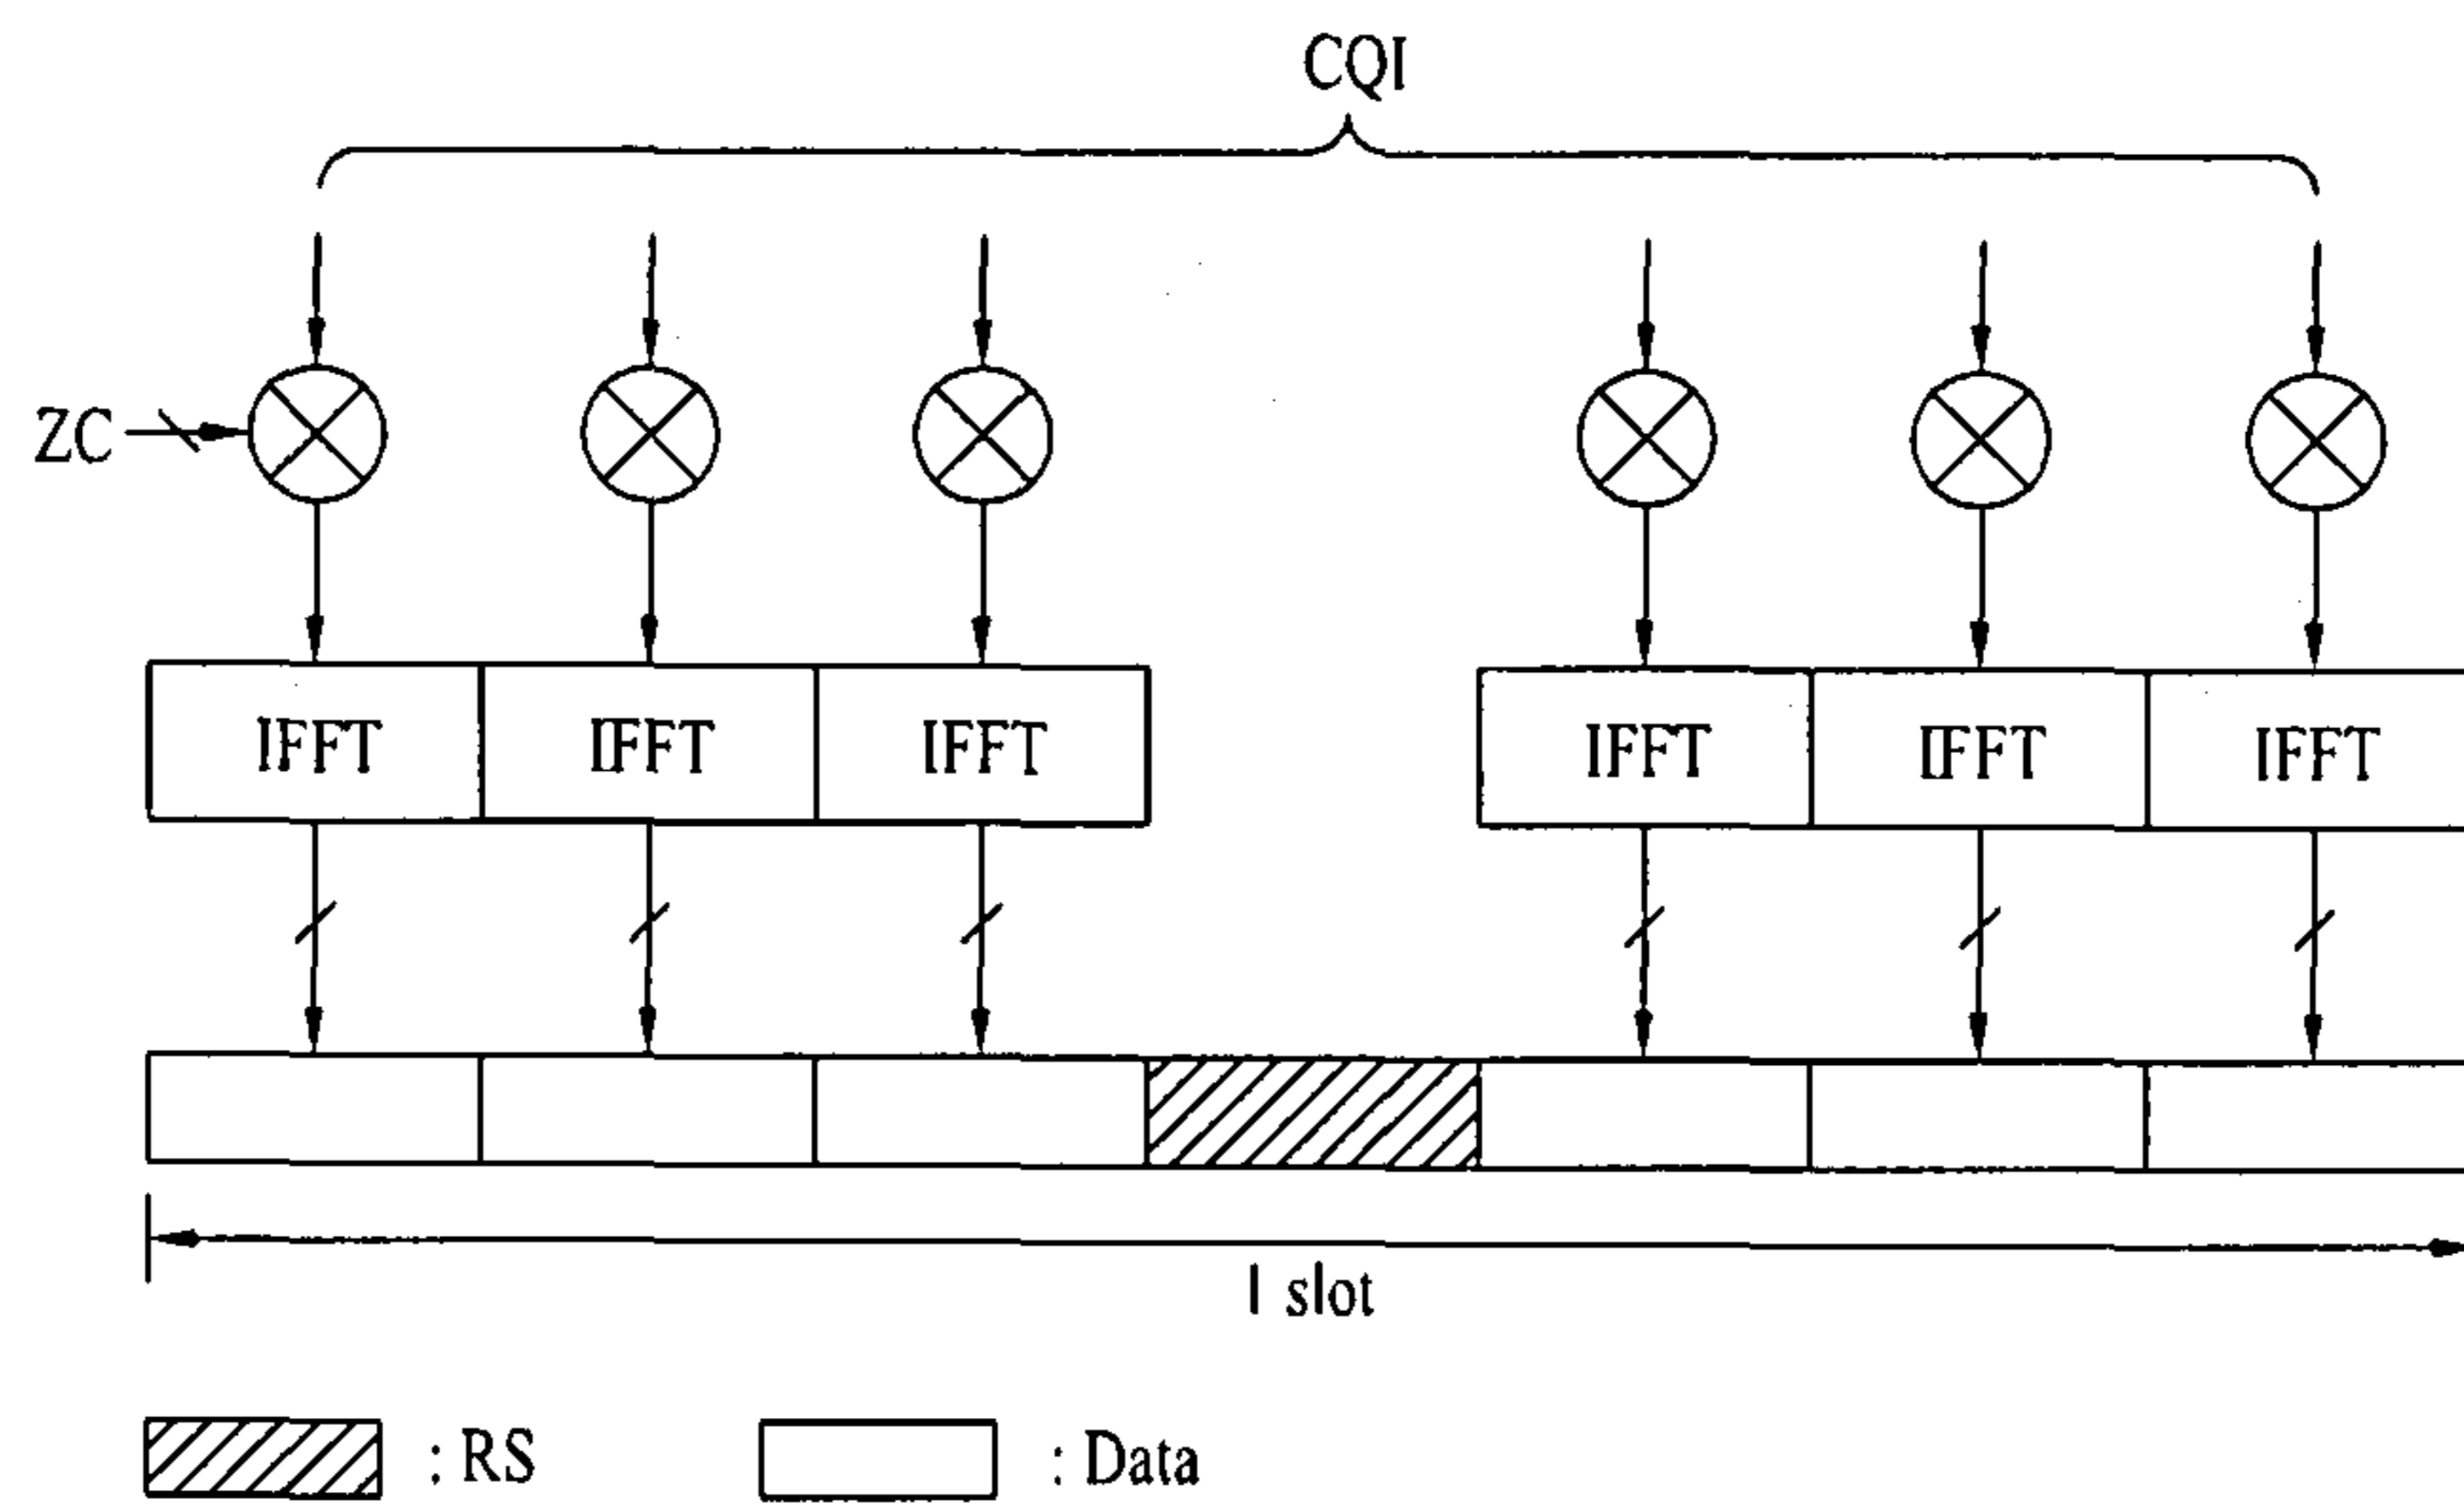 CQI
ZC
IFFT IFFT IFFT IFFT IFFT IFFT
1 slot
: RS : Data